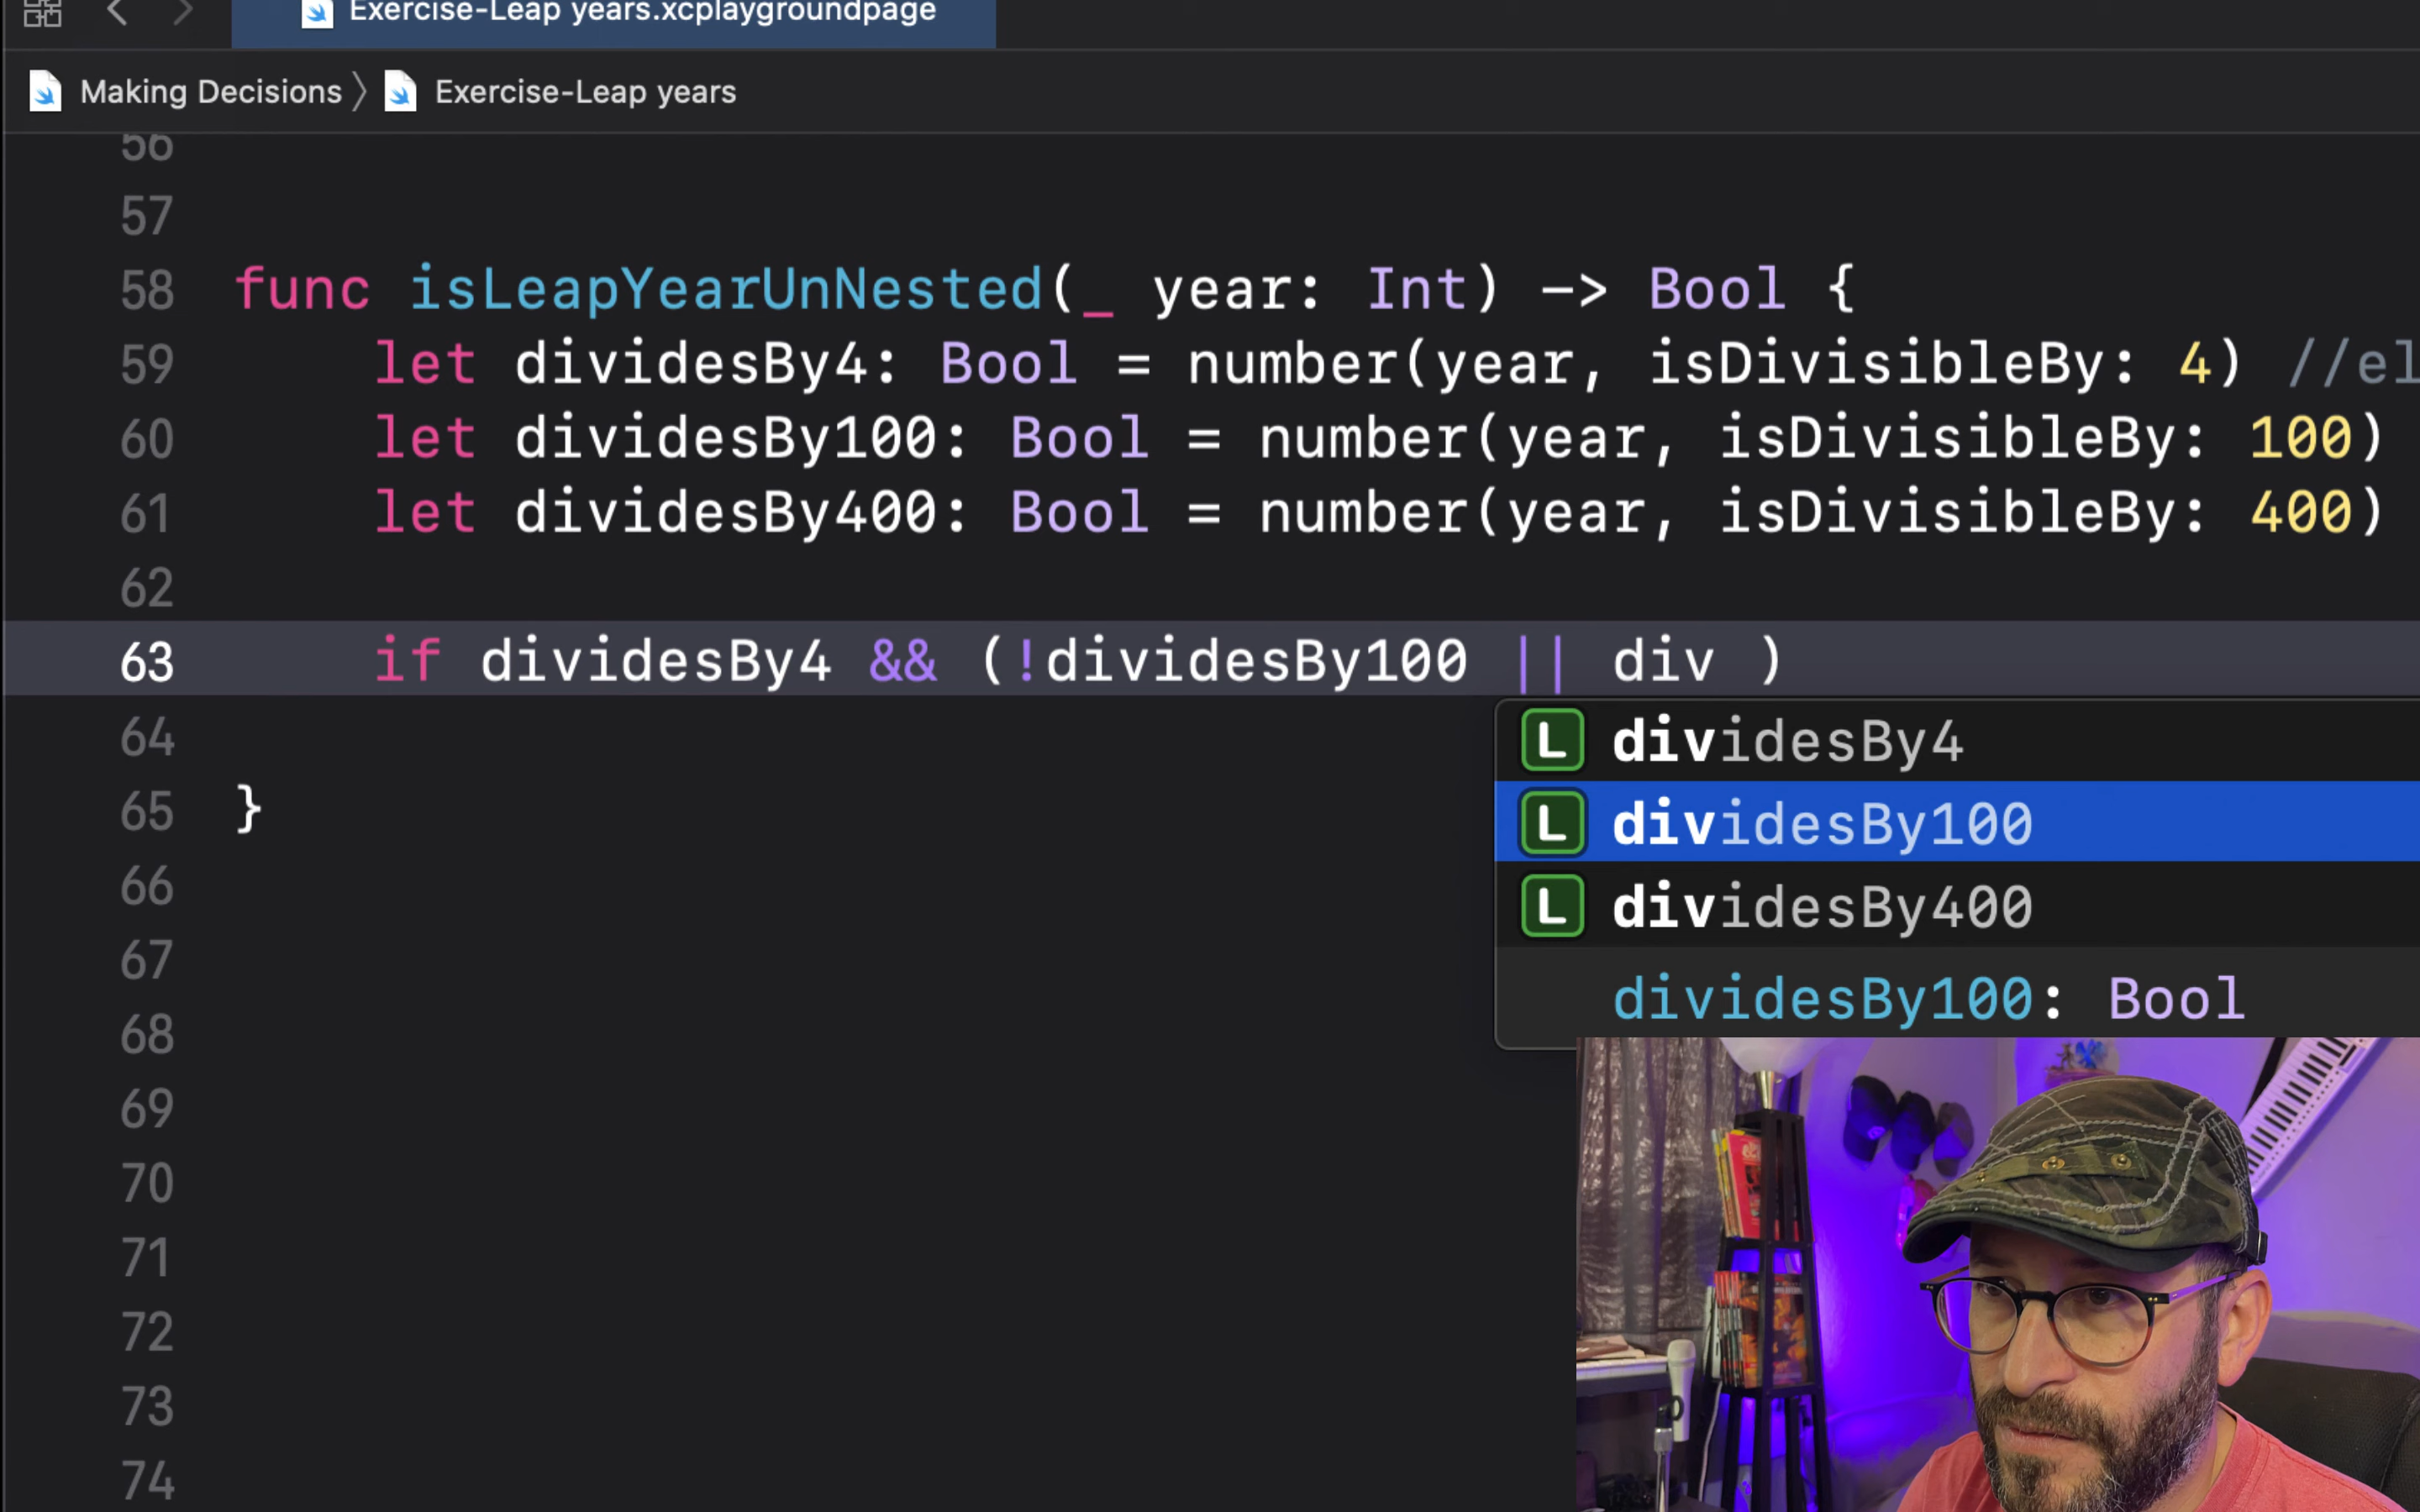 Exercise-Leap years.xcplaygroundpage
Making Decisions 〉 Exercise-Leap years
56
57
58 func isLeapYearUnNested(_ year: Int) -> Bool {
59 let dividesBy4: Bool = number(year, isDivisibleBy: 4) //el
60 let dividesBy100: Bool = number(year, isDivisibleBy: 100)
61 let dividesBy400: Bool = number(year, isDivisibleBy: 400)
62
63 if dividesBy4 && (!dividesBy100 || div )
64
L dividesBy4
L dividesBy100
L dividesBy400
dividesBy100: Bool
65 }
66
67
68
69
70
71
72
73
74